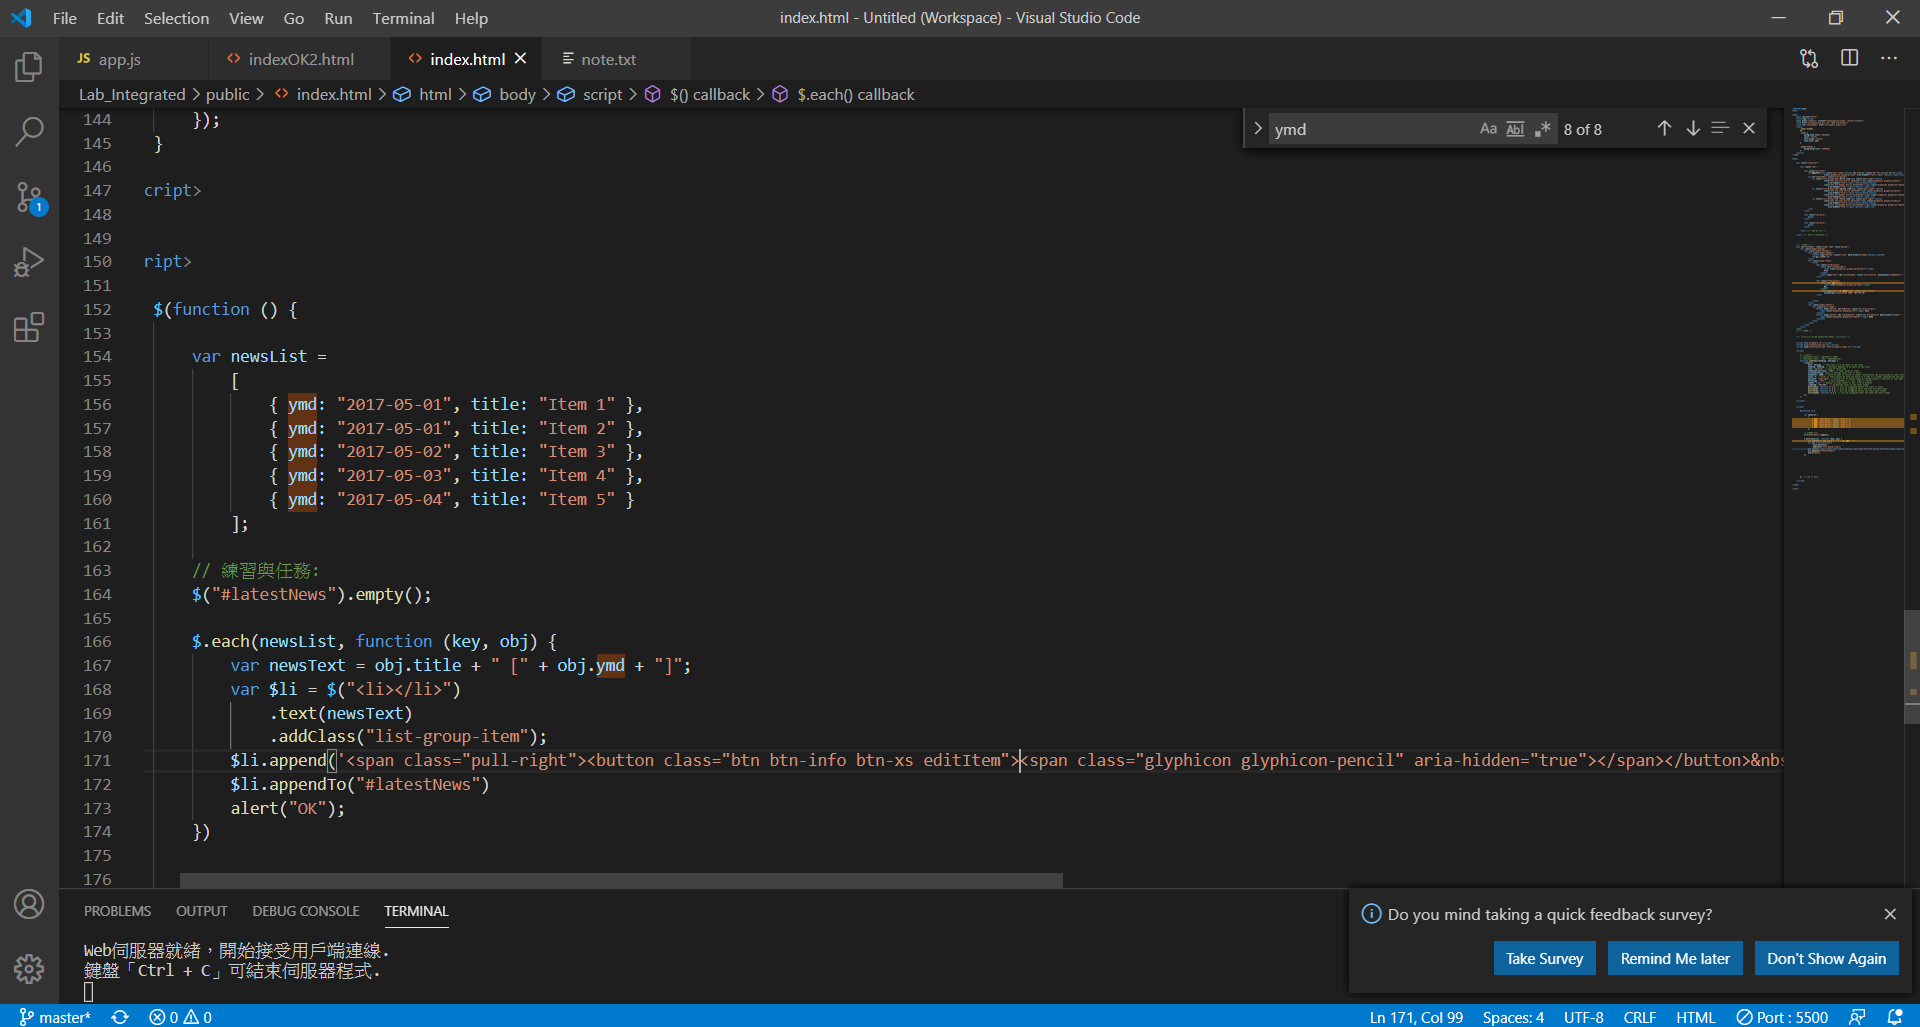 File Edit Selection View Go Run Terminal Help
index.html - Untitled (Workspace) - Visual Studio Code
JS app.js
<> indexOK2.html
<> index.html
note.txt
Lab_Integrated > public > <> index.html > html > body > script > $() callback > $.each() callback
ymd
Aa Abl .*
8 of 8
144 });
145 }
146
147 cript>
148
149
150 ript>
151
152 $(function () {
153
154 var newsList =
155 [
156 { ymd: "2017-05-01", title: "Item 1" },
157 { ymd: "2017-05-01", title: "Item 2" },
158 { ymd: "2017-05-02", title: "Item 3" },
159 { ymd: "2017-05-03", title: "Item 4" },
160 { ymd: "2017-05-04", title: "Item 5" }
161 ];
162
163 // 練習與任務:
164 $("#latestNews").empty();
165
166 $.each(newsList, function (key, obj) {
167 var newsText = obj.title + " [" + obj.ymd + "]";
168 var $li = $("<li></li>")
169 .text(newsText)
170 .addClass("list-group-item");
171 $li.append('<span class="pull-right"><button class="btn btn-info btn-xs editItem"><span class="glyphicon glyphicon-pencil" aria-hidden="true"></span></button>&nbs
172 $li.appendTo("#latestNews")
173 alert("OK");
174 })
175
176
PROBLEMS OUTPUT DEBUG CONSOLE TERMINAL
Web伺服器就緒，開始接受用戶端連線.
鍵盤「Ctrl + C」可結束伺服器程式.
Do you mind taking a quick feedback survey?
Take Survey
Remind Me later
Don't Show Again
1
master* 0 0
Ln 171, Col 99 Spaces: 4 UTF-8 CRLF HTML Port : 5500